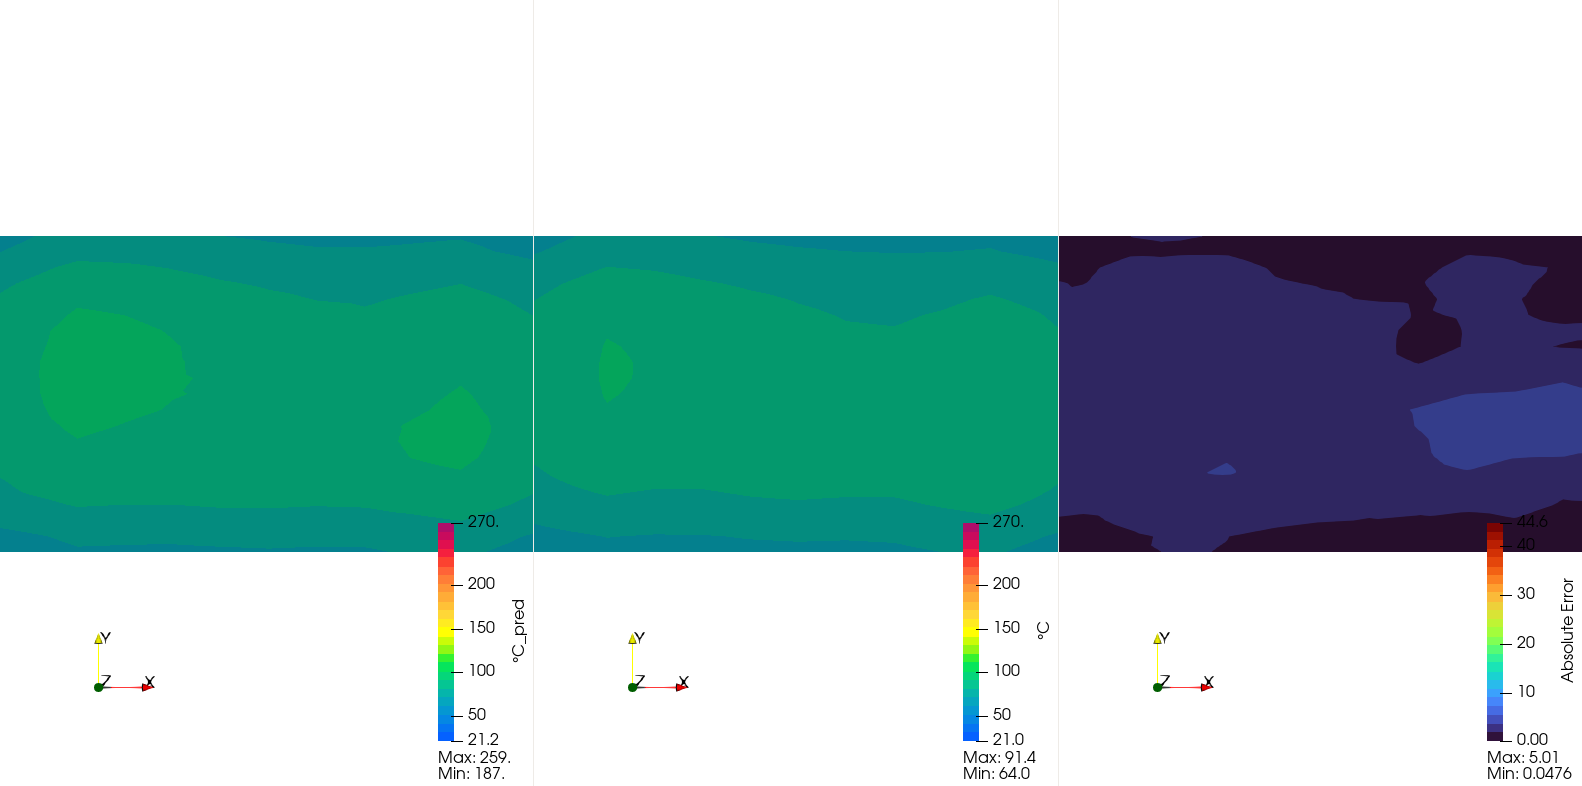 270.
200
150
100
50
21.2
°C_pred
Max: 259.
Min: 187.
Y
Z
X
270.
200
150
100
50
21.0
°C
Max: 91.4
Min: 64.0
Y
Z
X
44.6
40
30
20
10
0.00
Absolute Error
Max: 5.01
Min: 0.0476
Y
Z
X